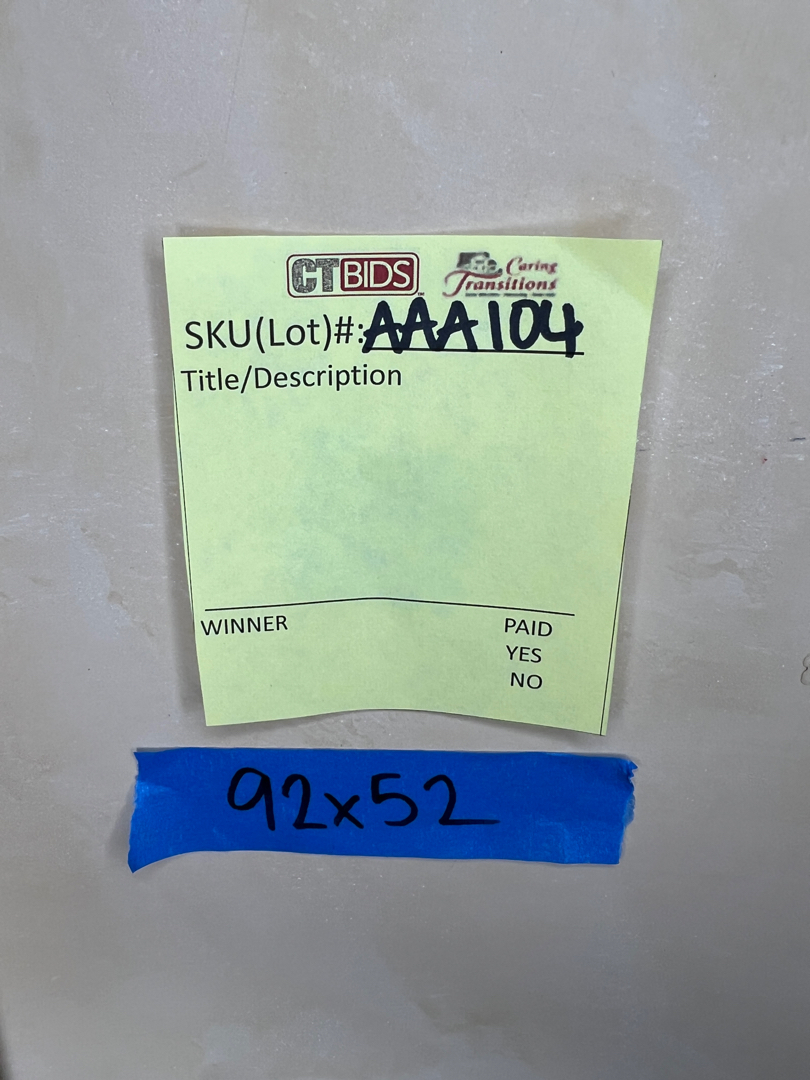 CTBIDS Caring
Transitions
SKU(Lot)#:AAA104
Title/Description
WINNER PAID
YES
NO
92x52